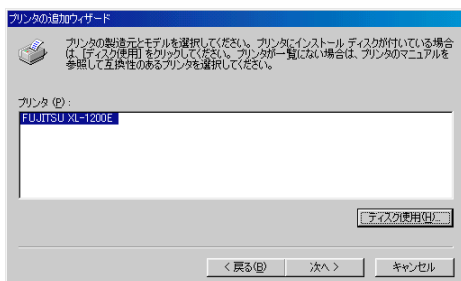 プリンタの追加ウィザード
プリンタの製造元とモデルを選択してください。プリンタにインストール ディスクが付いている場合
は、[ディスク使用] をクリックしてください。プリンタが一覧にない場合は、プリンタのマニュアルを
参照して互換性のあるプリンタを選択してください。
プリンタ (P) :
FUJITSU XL-1200E
ディスク使用(H)...
< 戻る(B)
次へ >
キャンセル